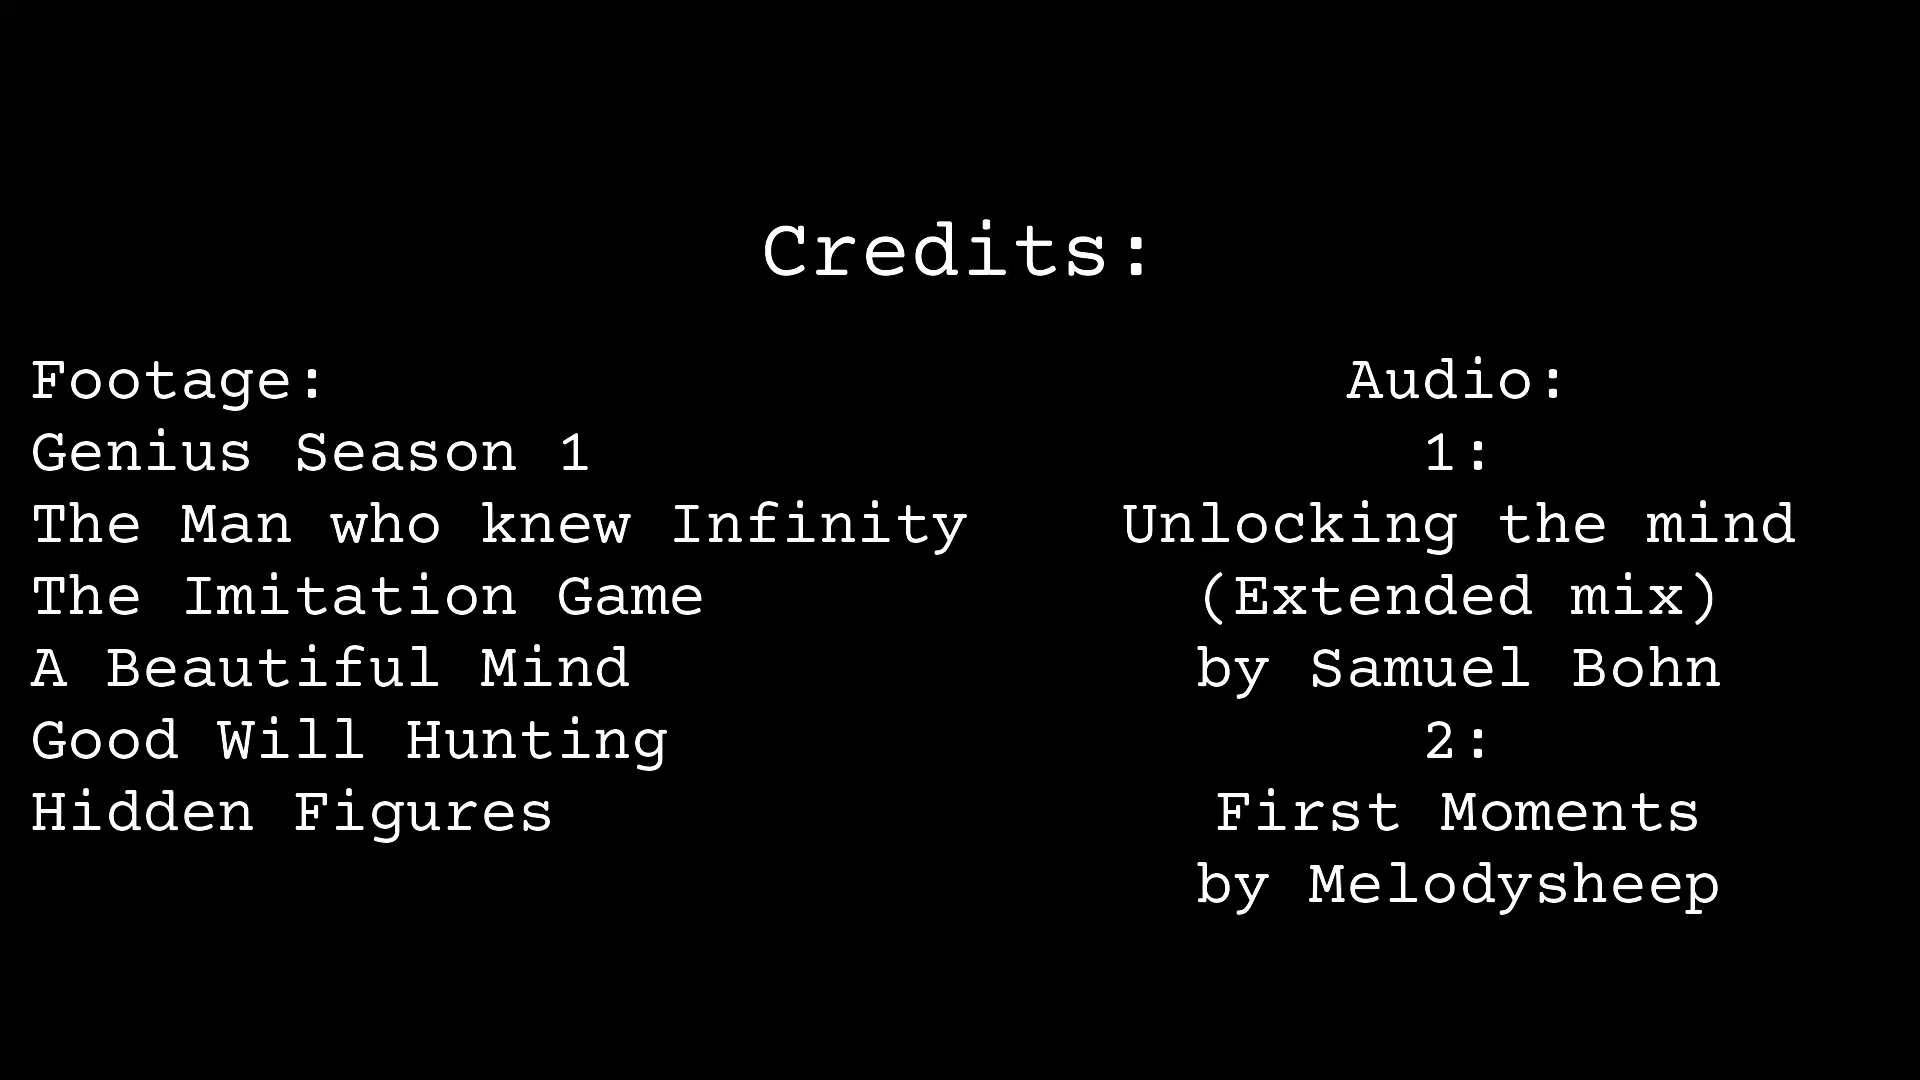 Credits:
Footage:
Genius Season 1
The Man who knew Infinity
The Imitation Game
A Beautiful Mind
Good Will Hunting
Hidden Figures
Audio:
1:
Unlocking the mind
(Extended mix)
by Samuel Bohn
2:
First Moments
by Melodysheep